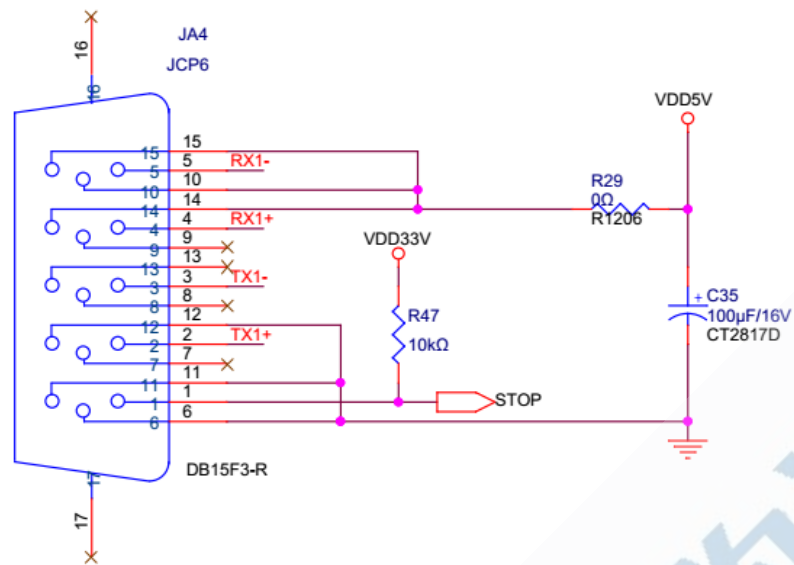 JA4
JCP6
16
16
15
15
5
5
RX1-
10
10
14
14
4
4
RX1+
9
9
13
13
3
3
TX1-
8
8
12
12
2
2
TX1+
7
7
11
11
1
1
6
6
17
17
DB15F3-R
VDD33V
R47
10kΩ
STOP
VDD5V
R29
0Ω
R1206
+
C35
100μF/16V
CT2817D